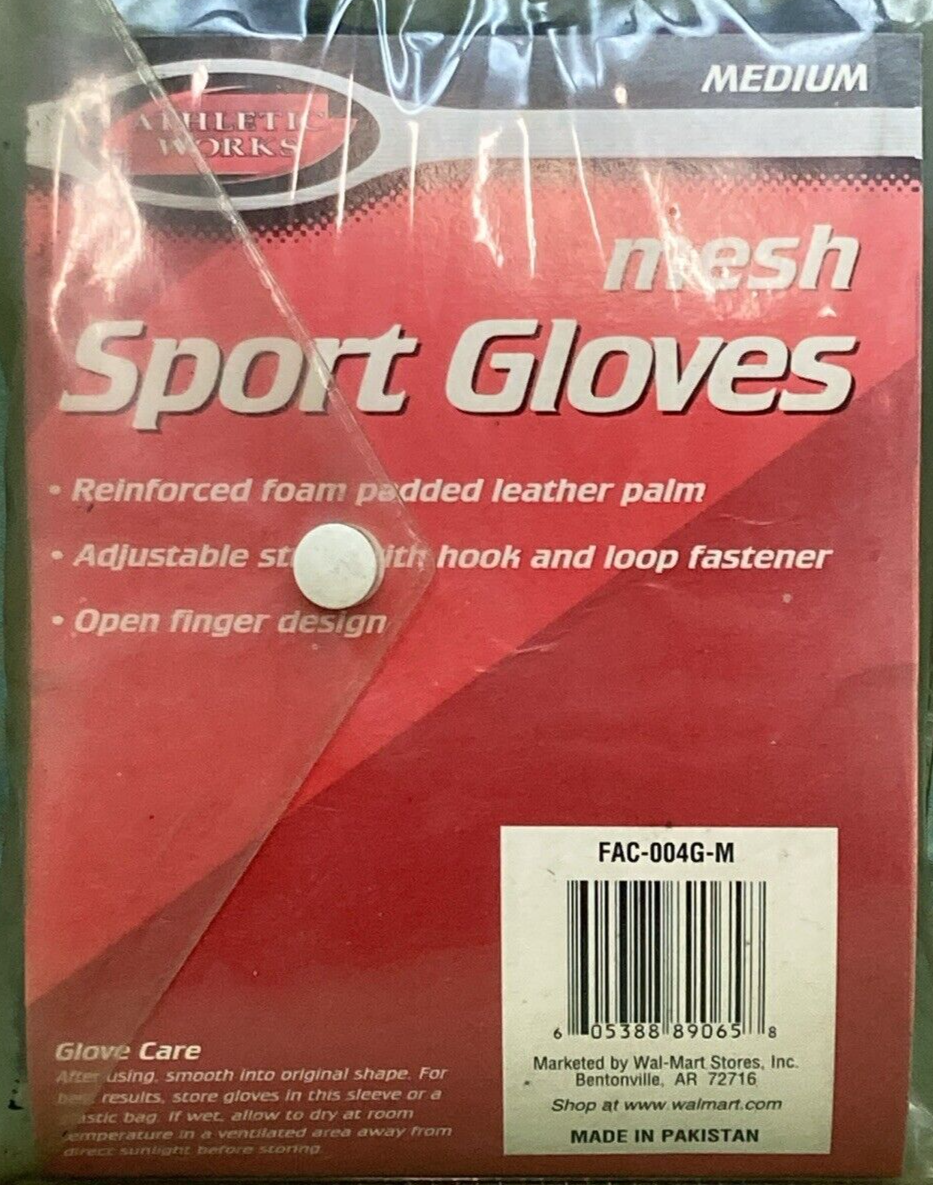 MEDIUM
ATHLETIC
WORKS
mesh
Sport Gloves
• Reinforced foam padded leather palm
• Adjustable st ith hook and loop fastener
• Open finger design
FAC-004G-M
6 05388 89065 8
Marketed by Wal-Mart Stores, Inc.
Bentonville, AR 72716
Shop at www.walmart.com
MADE IN PAKISTAN
Glove Care
After using, smooth into original shape. For
best results, store gloves in this sleeve or a
plastic bag. If wet, allow to dry at room
temperature in a ventilated area away from
direct sunlight before storing.